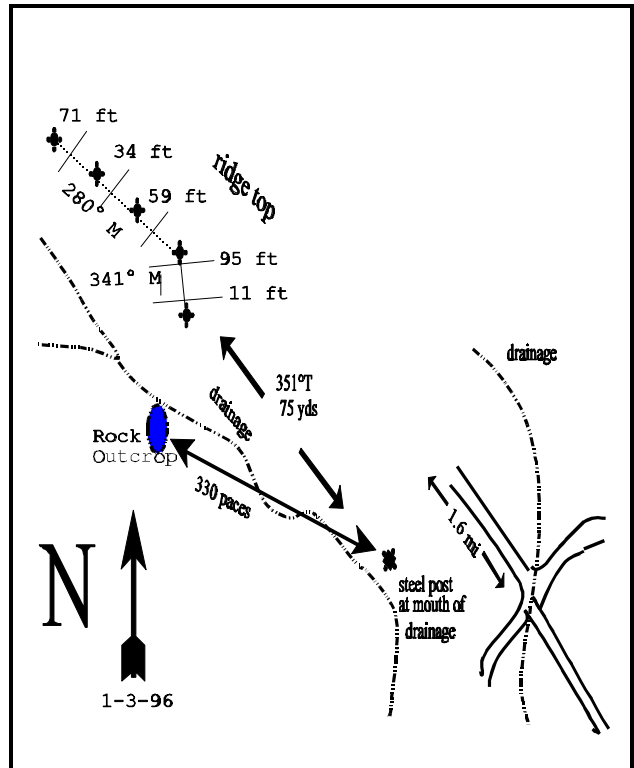 71 ft
34 ft
59 ft
280° M
ridge top
95 ft
341° M
11 ft
drainage
351°T
75 yds
drainage
Rock
Outcrop
330 paces
1.6 mi.
N
steel post
at mouth of
drainage
1-3-96